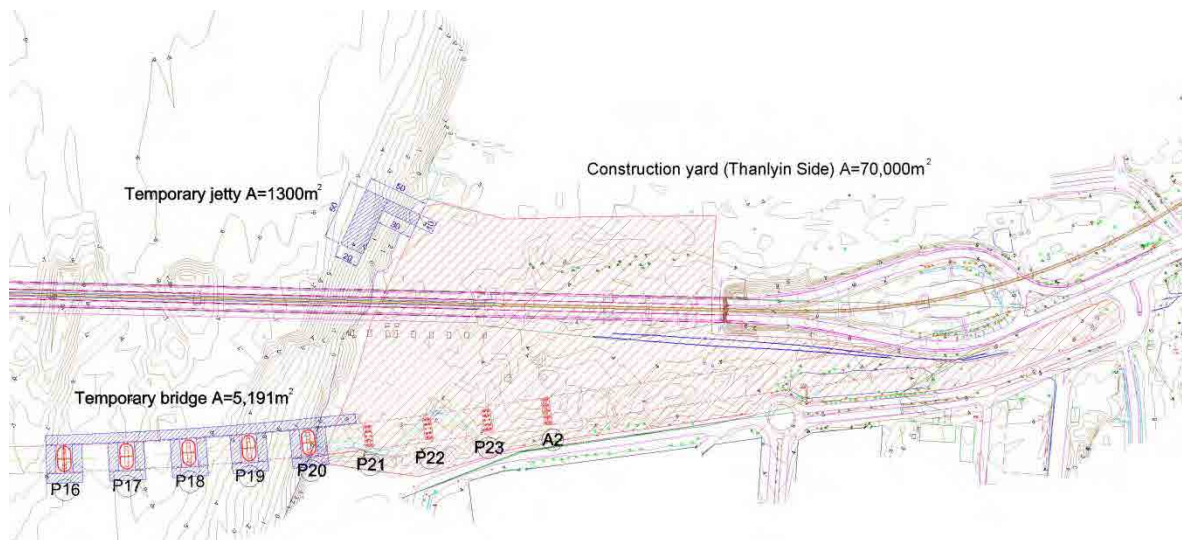 Construction yard (Thanlyin Side) A=70,000m²
Temporary jetty A=1300m²
50
50
30
20
Temporary bridge A=5,191m²
P16
P17
P18
P19
P20
P21
P22
P23
A2